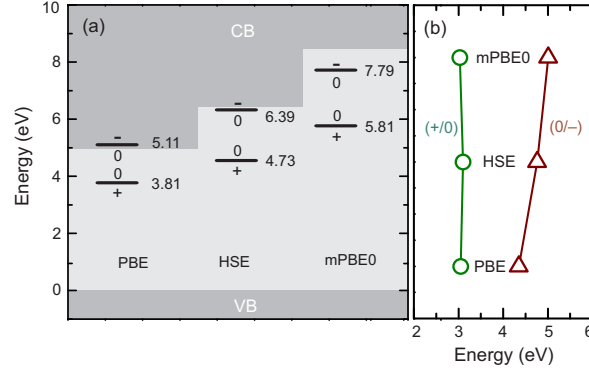 (a)
CB
10
8
6
4
2
0
Energy (eV)
− 0 5.11
0 + 3.81
PBE
− 0 6.39
0 + 4.73
HSE
− 0 7.79
0 + 5.81
mPBE0
VB
(b)
mPBE0
(+/0)
(0/−)
HSE
PBE
2 3 4 5 6
Energy (eV)